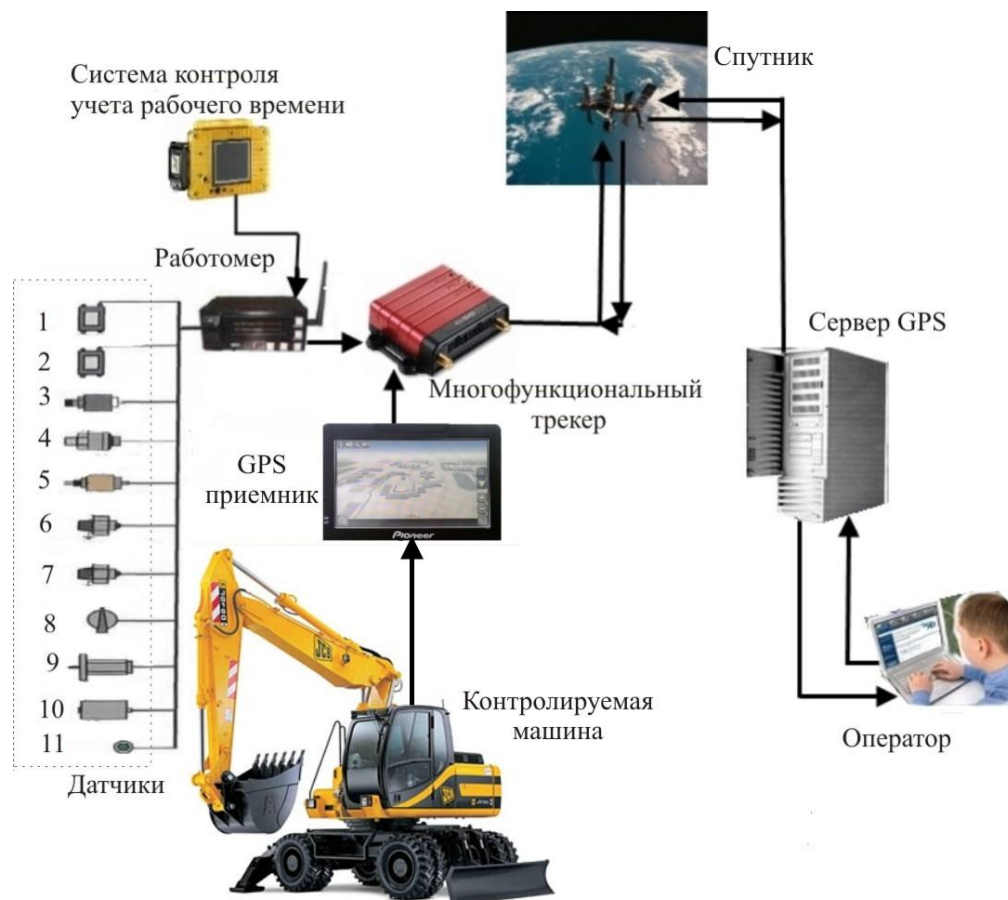 Спутник
Система контроля
учета рабочего времени
Работомер
1
2
3
4
5
6
7
8
9
10
11
Датчики
Многофункциональный
трекер
GPS
приемник
Pioneer
Сервер GPS
JCB
JCB
Контролируемая
машина
Оператор